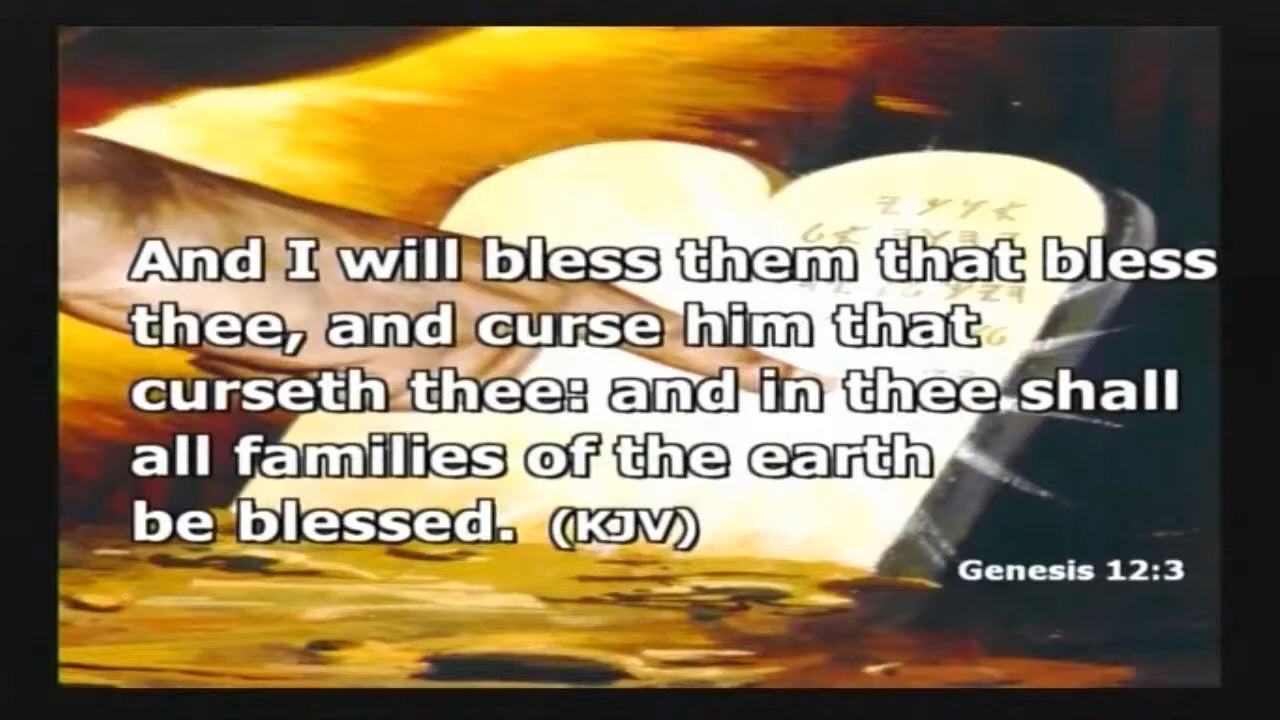 And I will bless them that bless
thee, and curse him that
curseth thee: and in thee shall
all families of the earth
be blessed. (KJV)
Genesis 12:3